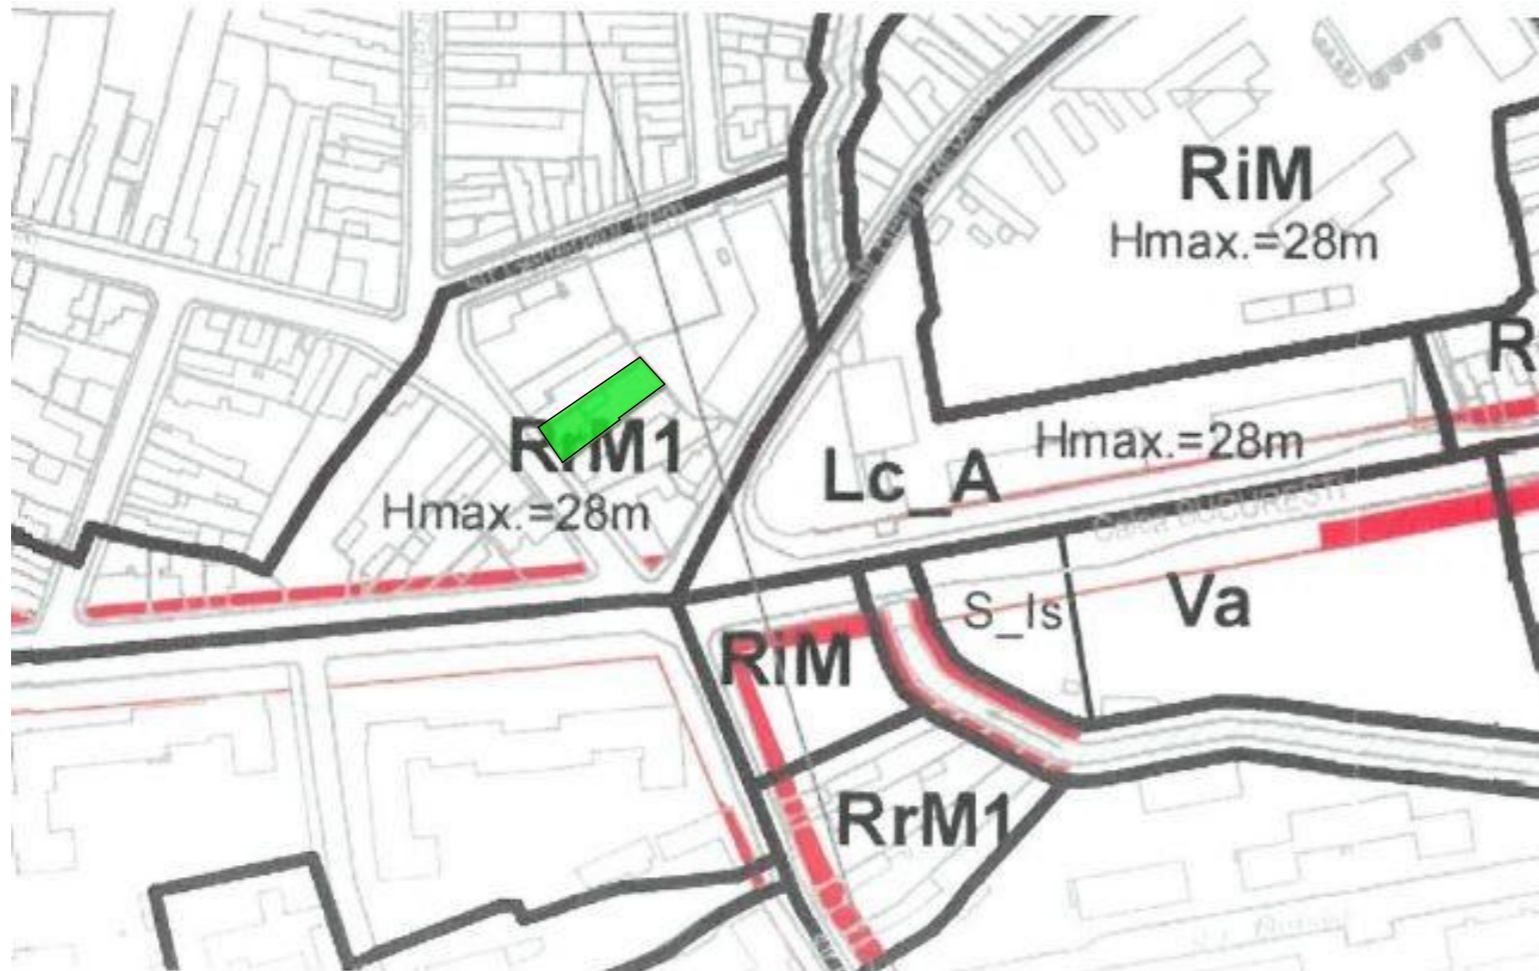 RiM
Hmax.=28m
R
RrM1
Hmax.=28m
Hmax.=28m
Lc_A
Calea BUCURESTI
S_Is
Va
RiM
RrM1